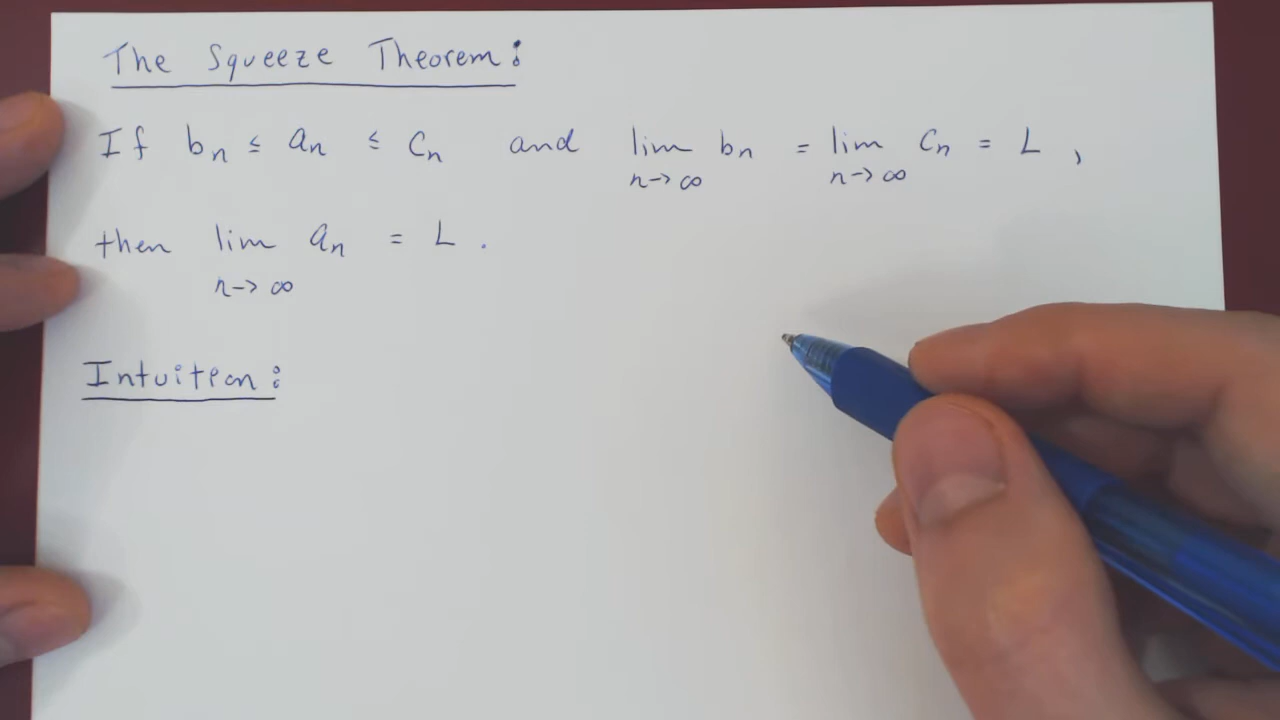 The Squeeze Theorem:
If bn ≤ an ≤ cn and lim bn = lim cn = L ,
n→∞ n→∞
then lim an = L .
n→∞
Intuition: